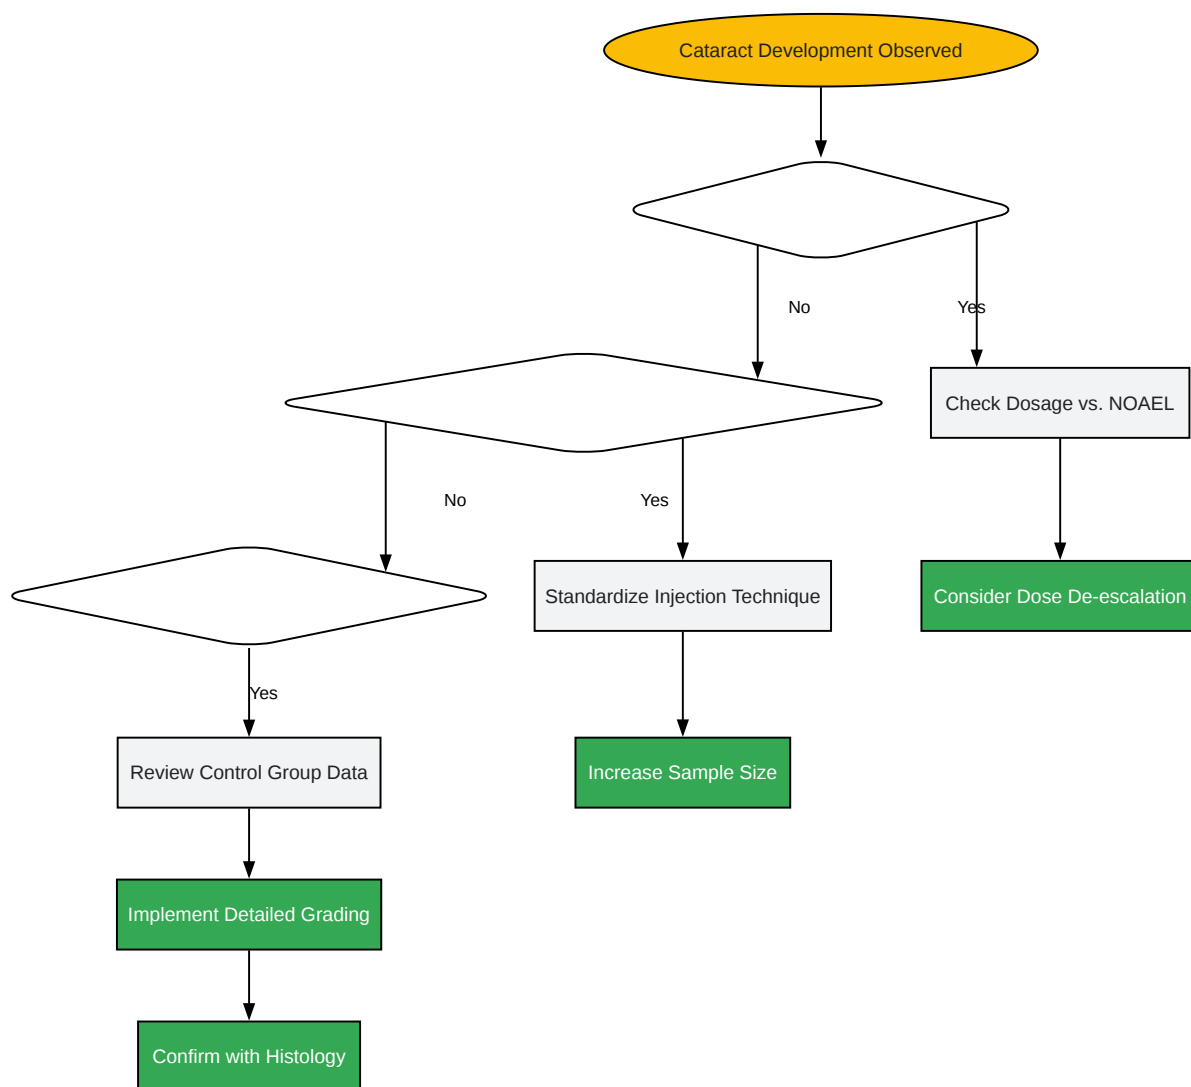 Cataract Development Observed
No
Yes
Check Dosage vs. NOAEL
No
Yes
Standardize Injection Technique
Consider Dose De-escalation
Yes
Review Control Group Data
Increase Sample Size
Implement Detailed Grading
Confirm with Histology